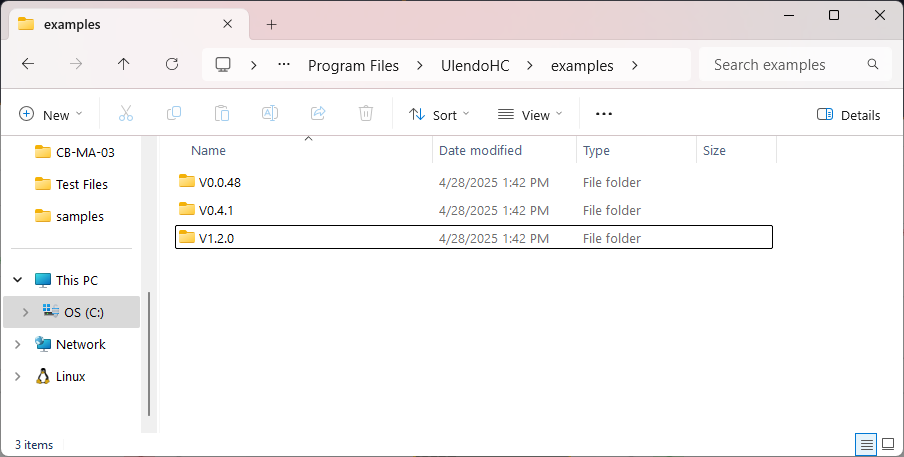 examples
Program Files UlendoHC examples Search examples
New Sort View Details
Name Date modified Type Size
CB-MA-03
Test Files
samples
This PC
OS (C:)
Network
Linux
V0.0.48 4/28/2025 1:42 PM File folder
V0.4.1 4/28/2025 1:42 PM File folder
V1.2.0 4/28/2025 1:42 PM File folder
3 items